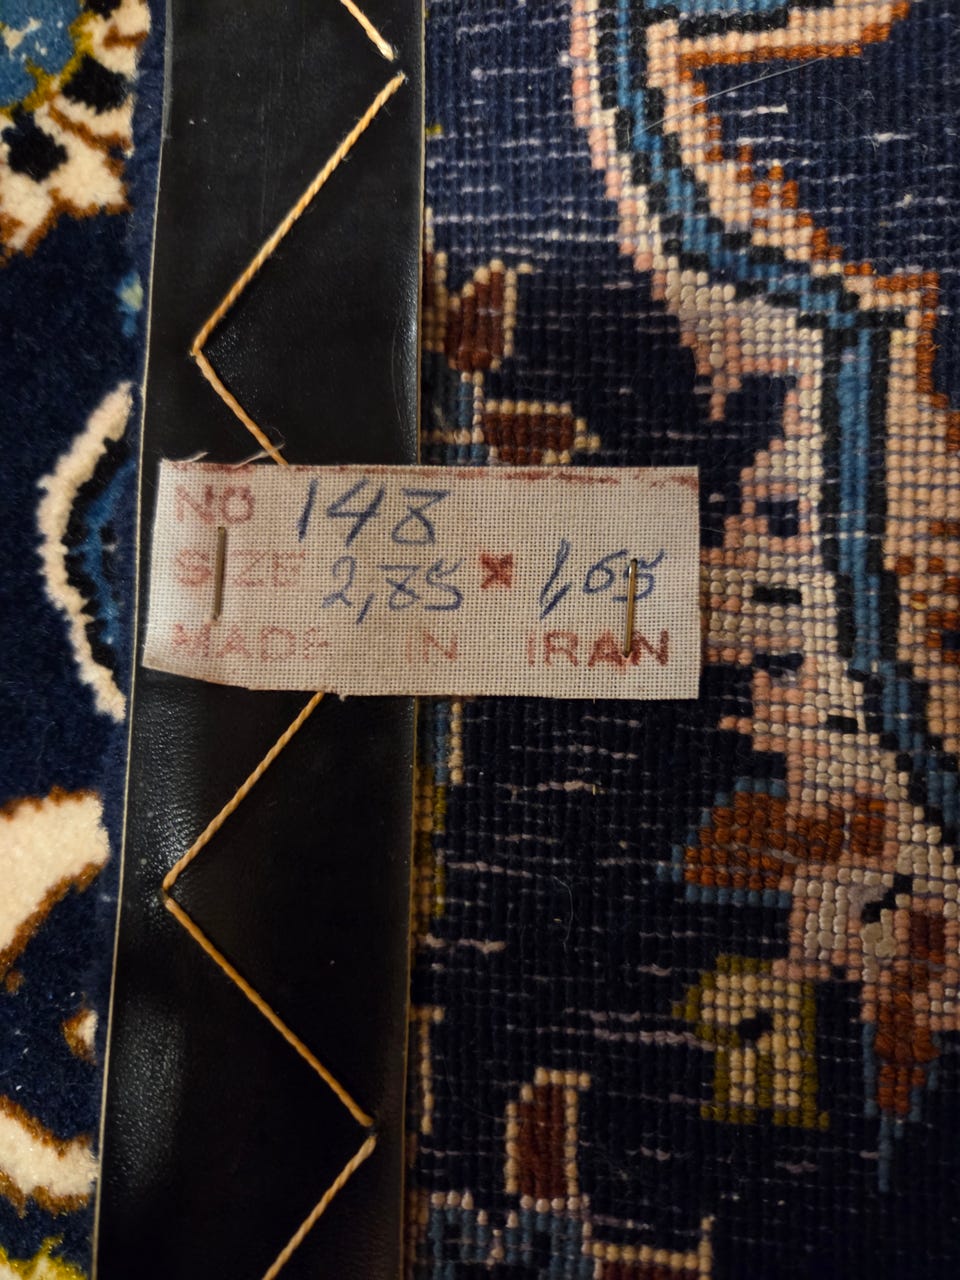 NO 148
SIZE 2,85 x 1,65
MADE IN IRAN